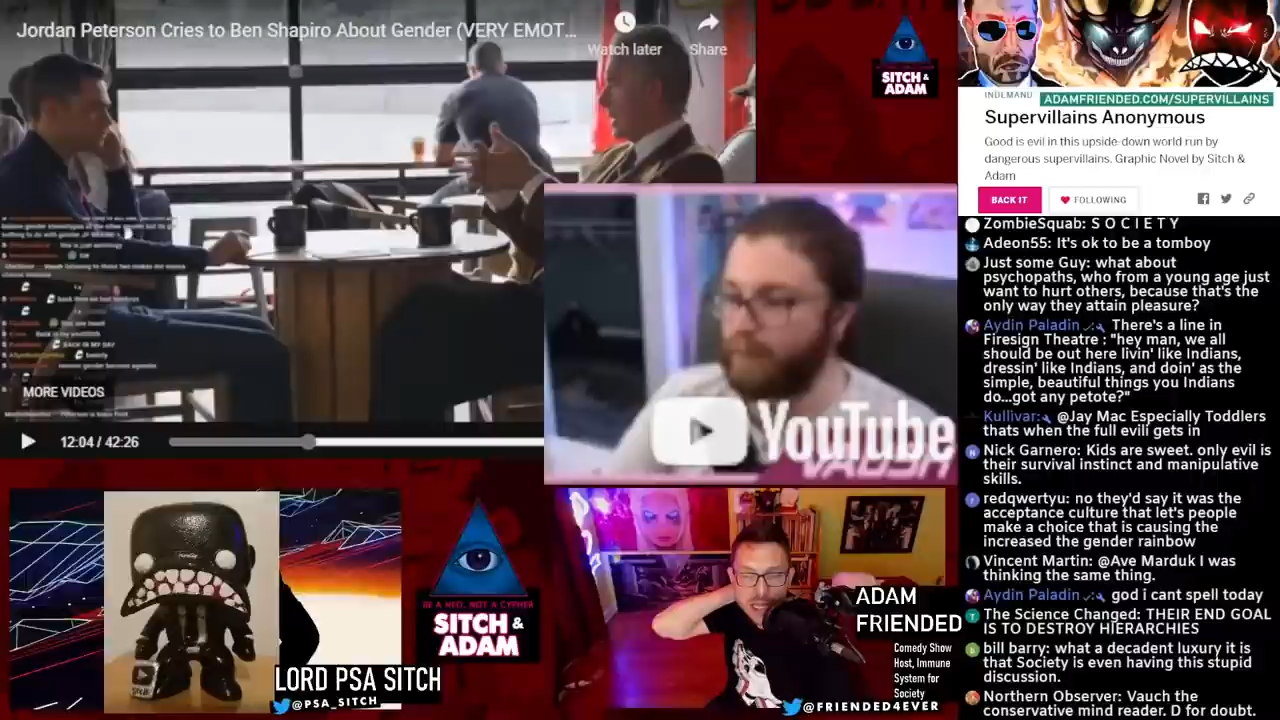 Jordan Peterson Cries to Ben Shapiro About Gender (VERY EMOT...
Watch later
Share
SITCH &
ADAM
INDEMAND
ADAMFRIENDED.COM/SUPERVILLAINS
Supervillains Anonymous
Good is evil in this upside-down world run by
dangerous supervillains. Graphic Novel by Sitch &
Adam
BACK IT
FOLLOWING
MORE VIDEOS
12:04 / 42:26
YouTube
ZombieSquab: S O C I E T Y
Adeon55: It's ok to be a tomboy
Just some Guy: what about
psychopaths, who from a young age just
want to hurt others, because that's the
only way they attain pleasure?
Aydin Paladin There's a line in
Firesign Theatre : "hey man, we all
should be out here livin' like Indians,
dressin' like Indians, and doin' as the
simple, beautiful things you Indians
do...got any petote?"
Kullivar: @Jay Mac Especially Toddlers
thats when the full evill gets in
Nick Garnero: Kids are sweet. only evil is
their survival instinct and manipulative
skills.
redqwertyu: no they'd say it was the
acceptance culture that let's people
make a choice that is causing the
increased the gender rainbow
Vincent Martin: @Ave Marduk I was
thinking the same thing.
Aydin Paladin god i cant spell today
The Science Changed: THEIR END GOAL
IS TO DESTROY HIERARCHIES
bill barry: what a decadent luxury it is
that Society is even having this stupid
discussion.
Northern Observer: Vauch the
conservative mind reader. D for doubt.
BE A NEO, NOT A CYPHER
SITCH &
ADAM
LORD PSA SITCH
@PSA_SITCH
ADAM
FRIENDED
Comedy Show
Host, Immune
System for
Society
@FRIENDED4EVER